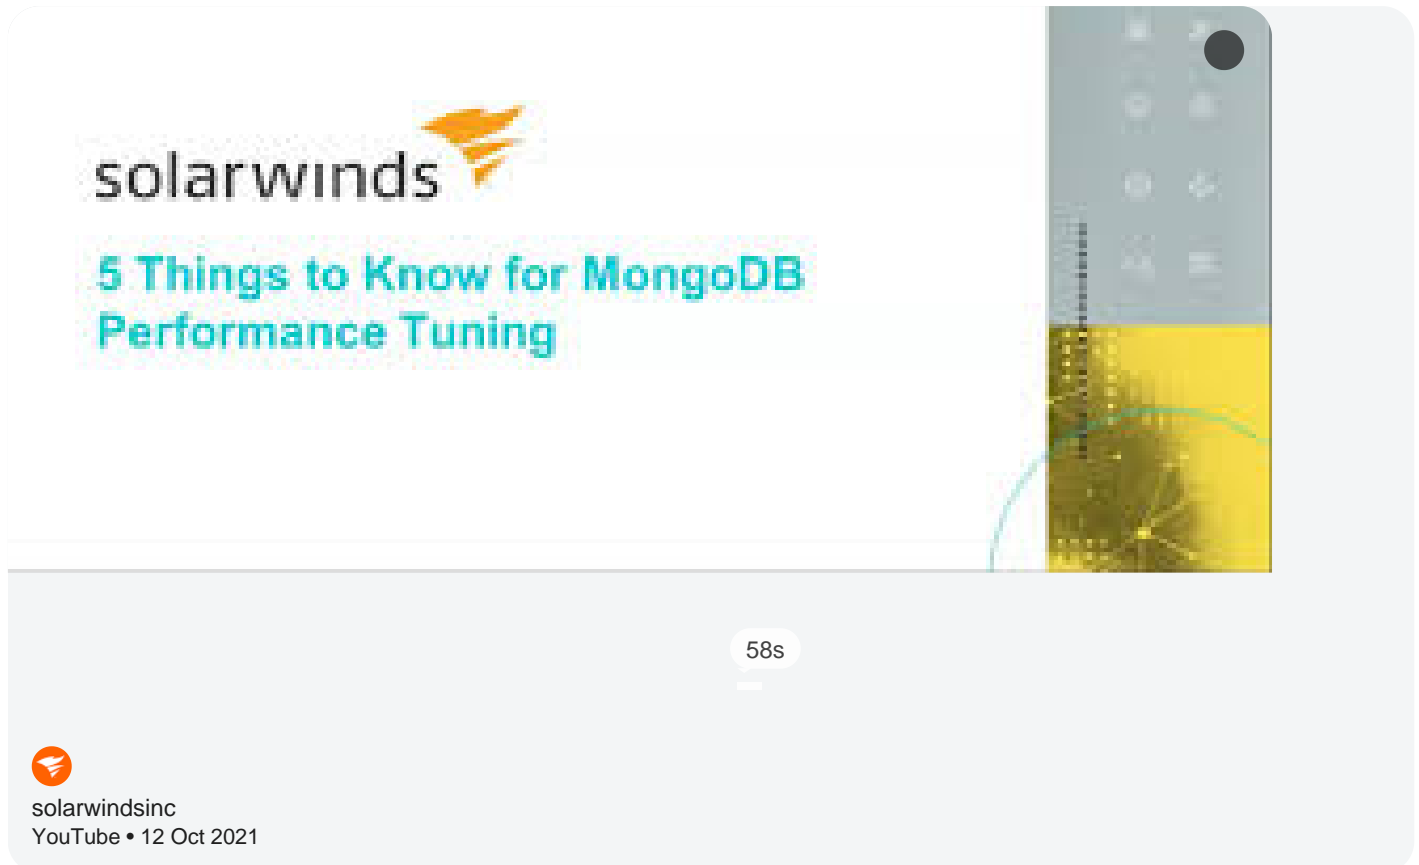 solarwinds
5 Things to Know for MongoDB
Performance Tuning
58s
solarwindsinc
YouTube • 12 Oct 2021